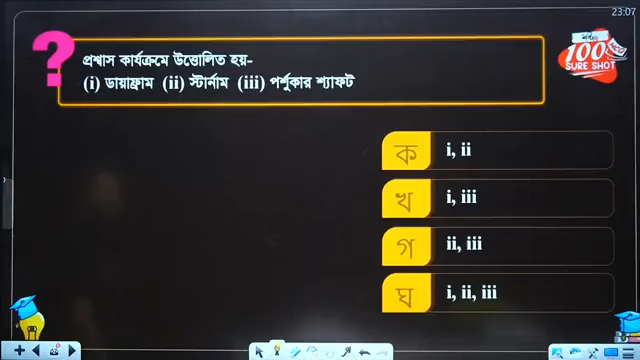 23:07
প্রশ্বাস কার্যক্রমে উত্তোলিত হয়-
(i) ডায়াফ্রাম (ii) স্টার্নাম (iii) পর্শুকার শ্যাফট
100
SURE SHOT
ক i, ii
খ i, iii
গ ii, iii
ঘ i, ii, iii